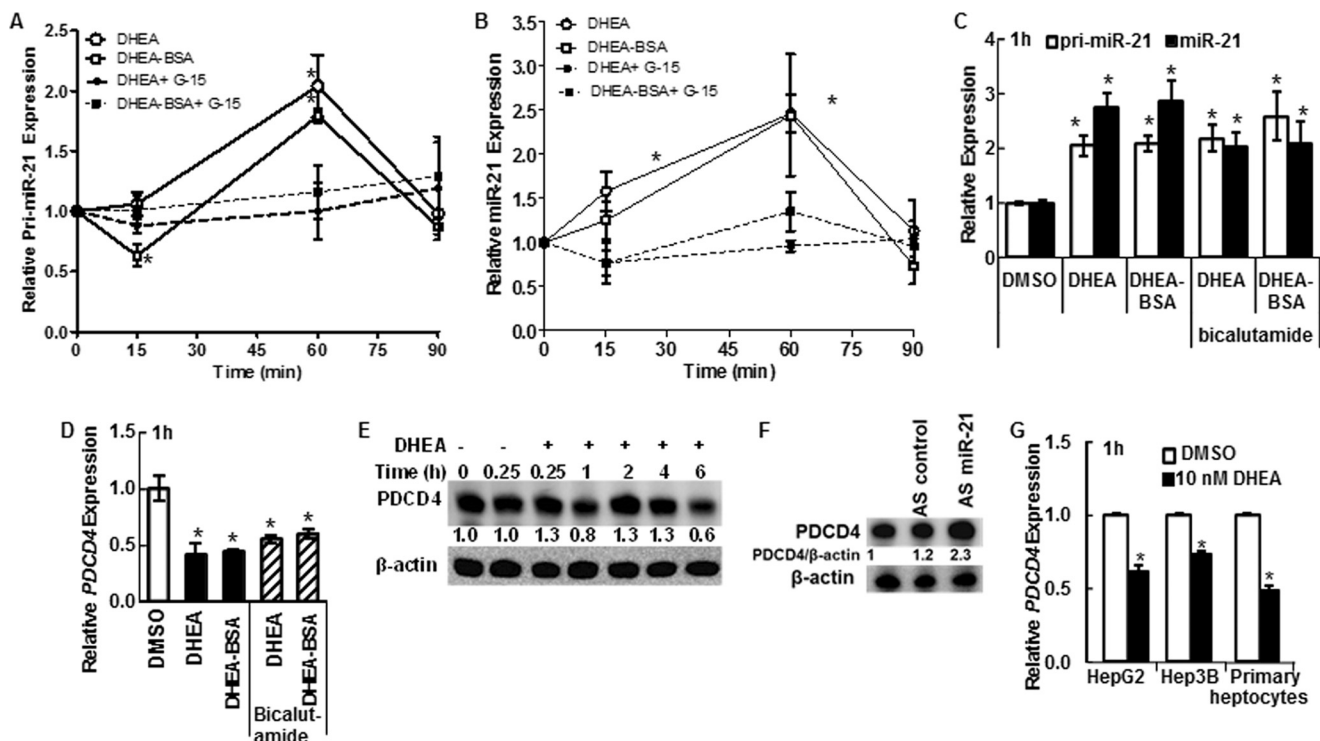 A
Relative Pri-miR-21 Expression
2.5
2.0
1.5
1.0
0.5
0.0
DHEA
DHEA-BSA
DHEA+ G-15
DHEA-BSA+ G-15
*
*
*
0 15 30 45 60 75 90
Time (min)
B
Relative miR-21 Expression
3.5
3.0
2.5
2.0
1.5
1.0
0.5
0.0
DHEA
DHEA-BSA
DHEA+ G-15
DHEA-BSA+ G-15
* *
0 15 30 45 60 75 90
Time (min)
C
Relative Expression
4
3
2
1
0
1h pri-miR-21 miR-21
* * * * * * * *
DMSO DHEA DHEA-BSA DHEA DHEA-BSA
bicalutamide
D
Relative PDCD4 Expression
1.5
1.0
0.5
0.0
1h
* * * *
DMSO
DHEA
DHEA-BSA
DHEA
DHEA-BSA
Bicalut-
amide
E
DHEA - - + + + + +
Time (h) 0 0.25 0.25 1 2 4 6
PDCD4
1.0 1.0 1.3 0.8 1.3 1.3 0.6
β-actin
F
AS control
AS miR-21
PDCD4
PDCD4/β-actin 1 1.2 2.3
β-actin
G
Relative PDCD4 Expression
1.5
1.0
0.5
0.0
1h
DMSO
10 nM DHEA
* * *
HepG2 Hep3B Primary
heptocytes